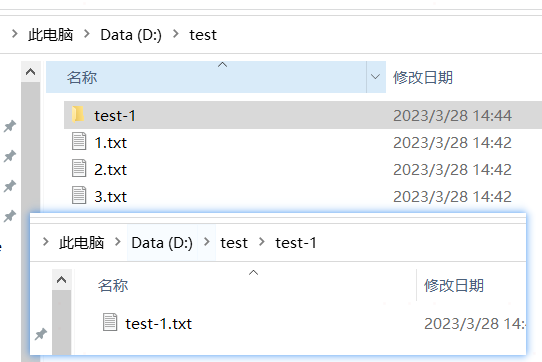 此电脑 > Data (D:) > test
名称 修改日期
test-1 2023/3/28 14:44
1.txt 2023/3/28 14:42
2.txt 2023/3/28 14:42
3.txt 2023/3/28 14:42
此电脑 > Data (D:) > test > test-1
名称 修改日期
test-1.txt 2023/3/28 14:4